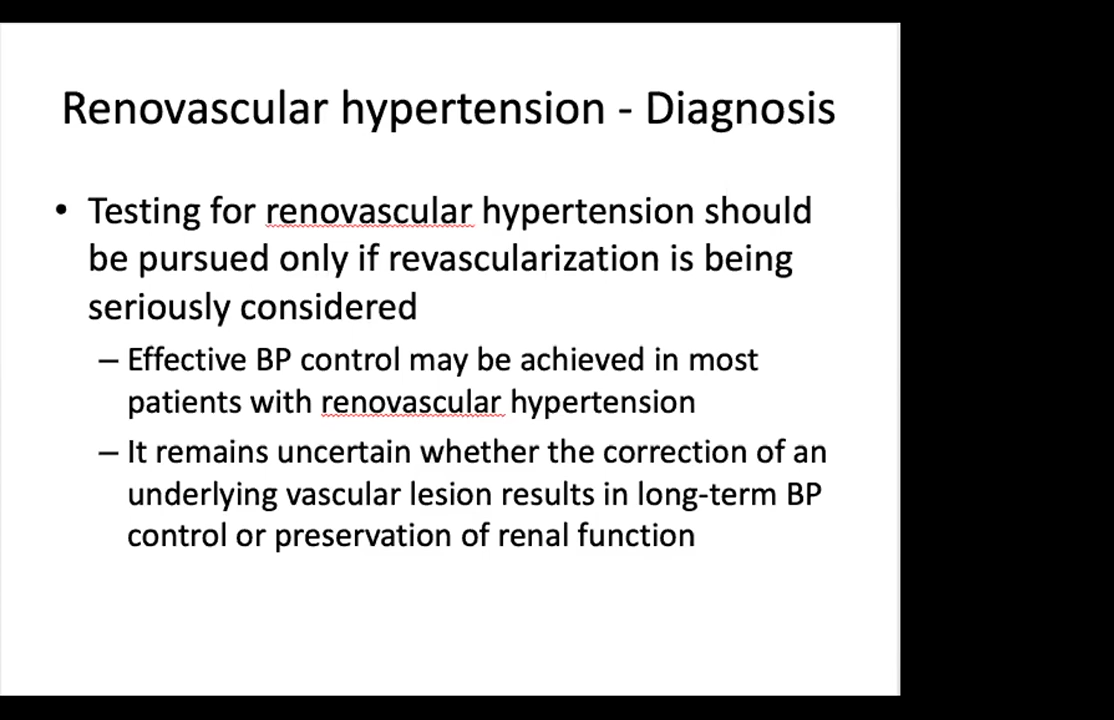 Renovascular hypertension - Diagnosis
• Testing for renovascular hypertension should
be pursued only if revascularization is being
seriously considered
– Effective BP control may be achieved in most
patients with renovascular hypertension
– It remains uncertain whether the correction of an
underlying vascular lesion results in long-term BP
control or preservation of renal function